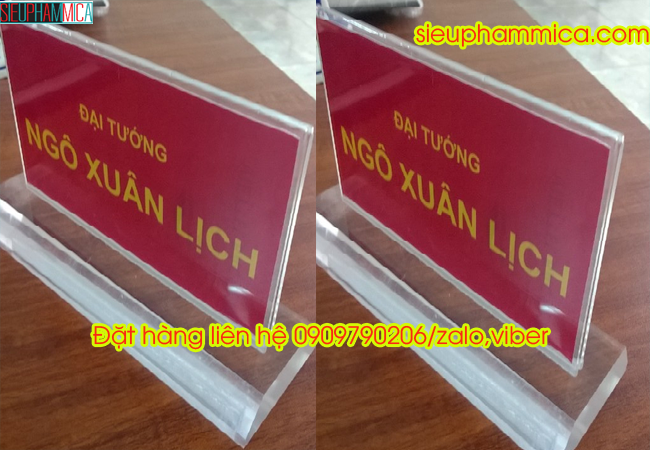 SIEUPHAMMICA
sieuphammica.com
ĐẠI TƯỚNG
NGÔ XUÂN LỊCH
ĐẠI TƯỚNG
NGÔ XUÂN LỊCH
Đặt hàng liên hệ 0909790206/zalo,viber